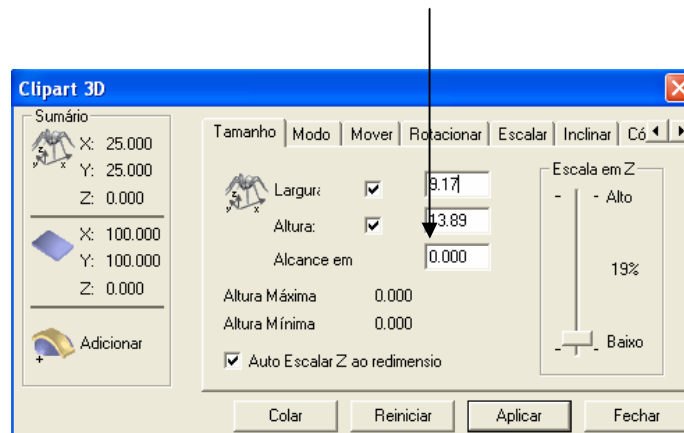 Clipart 3D
Sumário
X: 25.000
Y: 25.000
Z: 0.000
X: 100.000
Y: 100.000
Z: 0.000
Adicionar
Tamanho Modo Mover Rotacionar Escalar Inclinar Có
Largura 9.17
Altura: 13.89
Alcance em 0.000
Altura Máxima 0.000
Altura Mínima 0.000
Auto Escalar Z ao redimensio
Escala em Z
Alto
19%
Baixo
Colar Reiniciar Aplicar Fechar